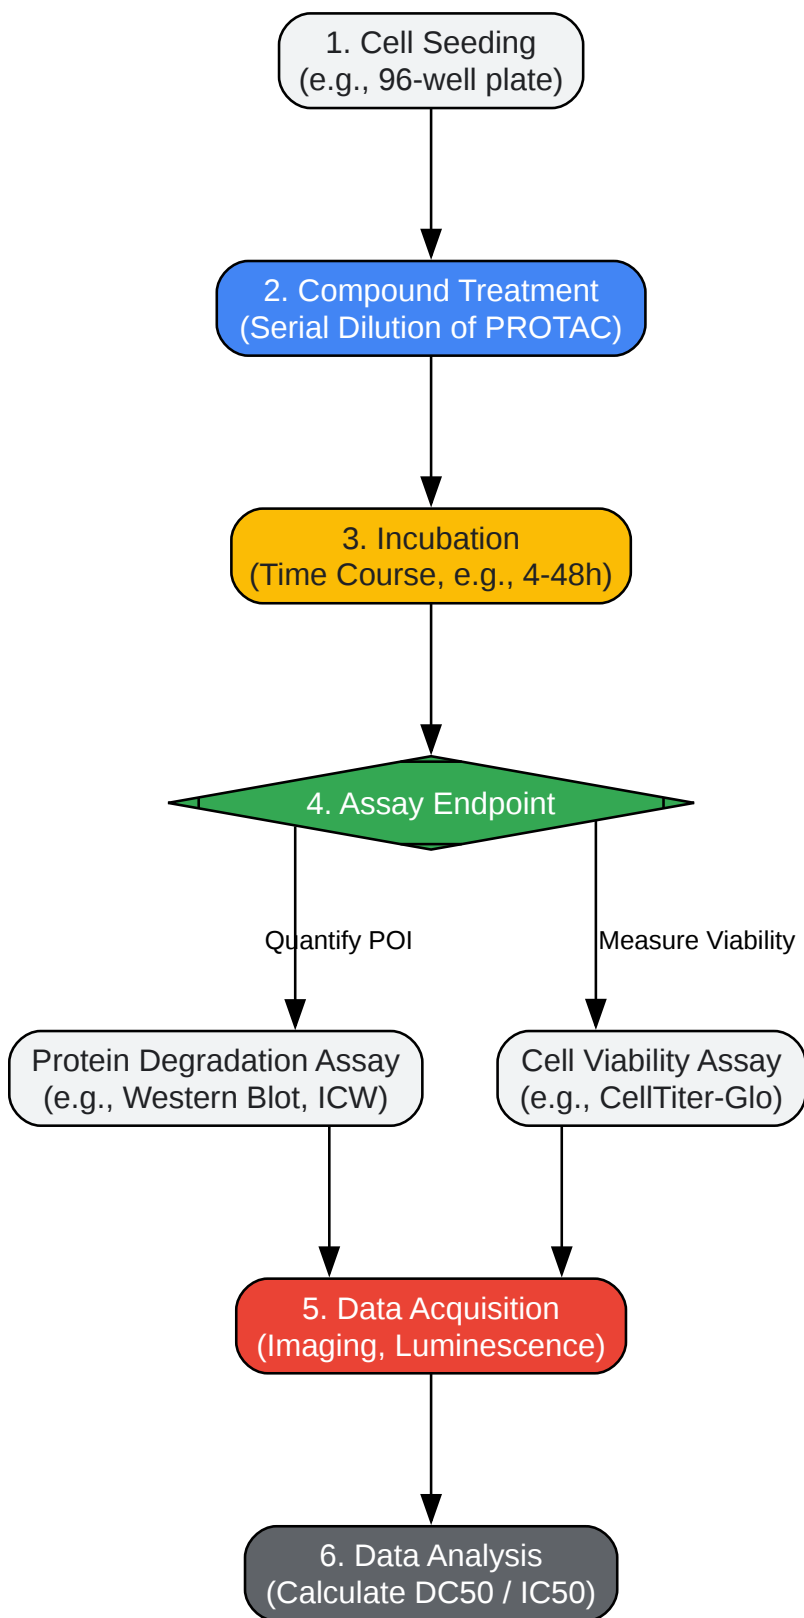 1. Cell Seeding
(e.g., 96-well plate)
2. Compound Treatment
(Serial Dilution of PROTAC)
3. Incubation
(Time Course, e.g., 4-48h)
4. Assay Endpoint
Quantify POI
Measure Viability
Protein Degradation Assay
(e.g., Western Blot, ICW)
Cell Viability Assay
(e.g., CellTiter-Glo)
5. Data Acquisition
(Imaging, Luminescence)
6. Data Analysis
(Calculate DC50 / IC50)